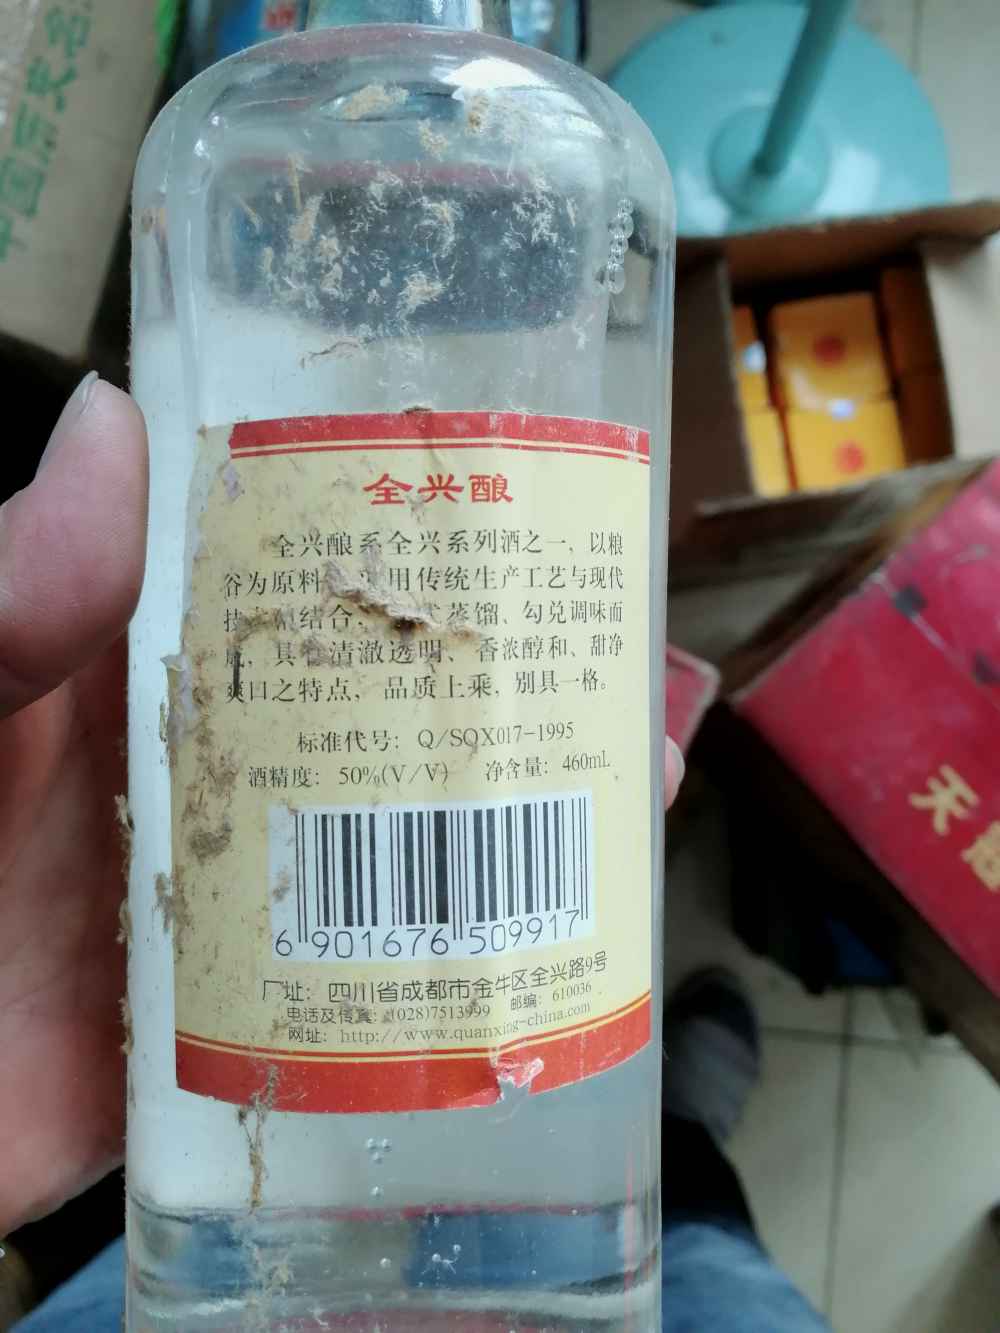 全兴酿
全兴酿系全兴系列酒之一，以粮
谷为原料 用传统生产工艺与现代
技 结合， 蒸馏、勾兑调味而
成，具有清澈透明、香浓醇和、甜净
爽口之特点，品质上乘，别具一格。
标准代号：Q/SQX017-1995
酒精度：50%(V/V) 净含量：460mL
6 901676 509917
厂址：四川省成都市金牛区全兴路9号
电话及传真：(028)7513999 邮编：610036
网址：http://www.quanxing-china.com
天